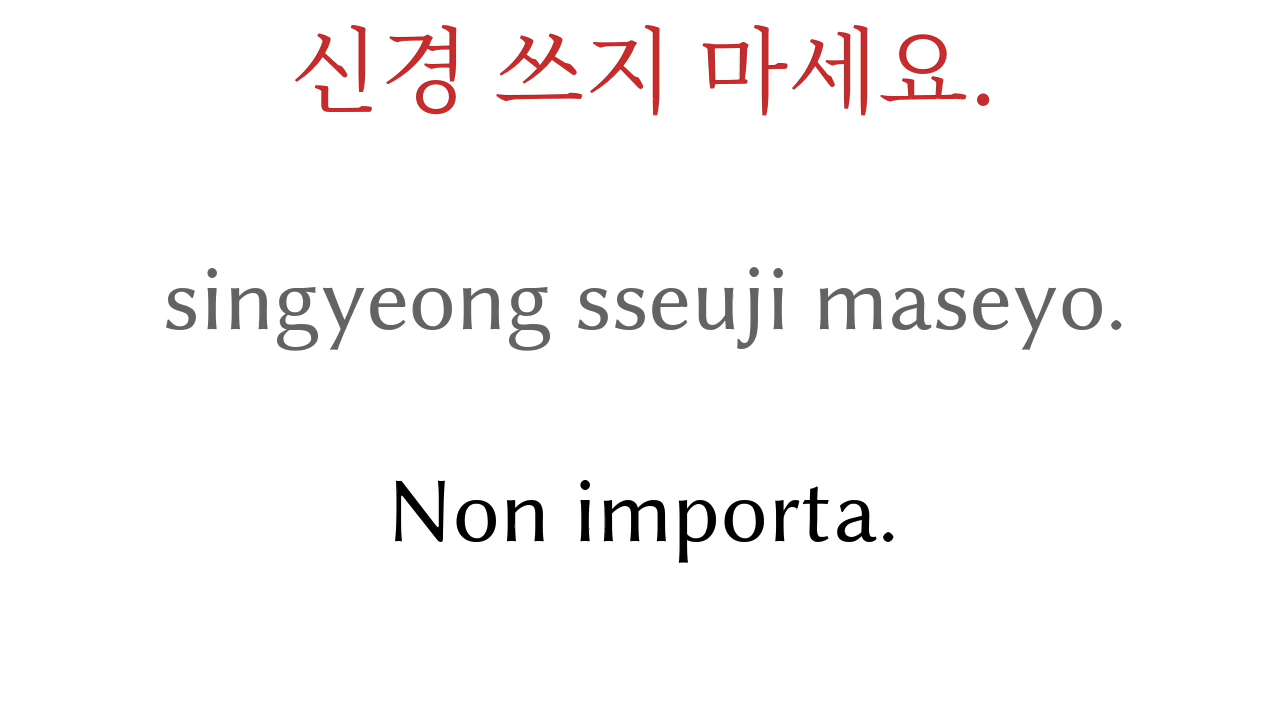 신경 쓰지 마세요.
singyeong sseuji maseyo.
Non importa.